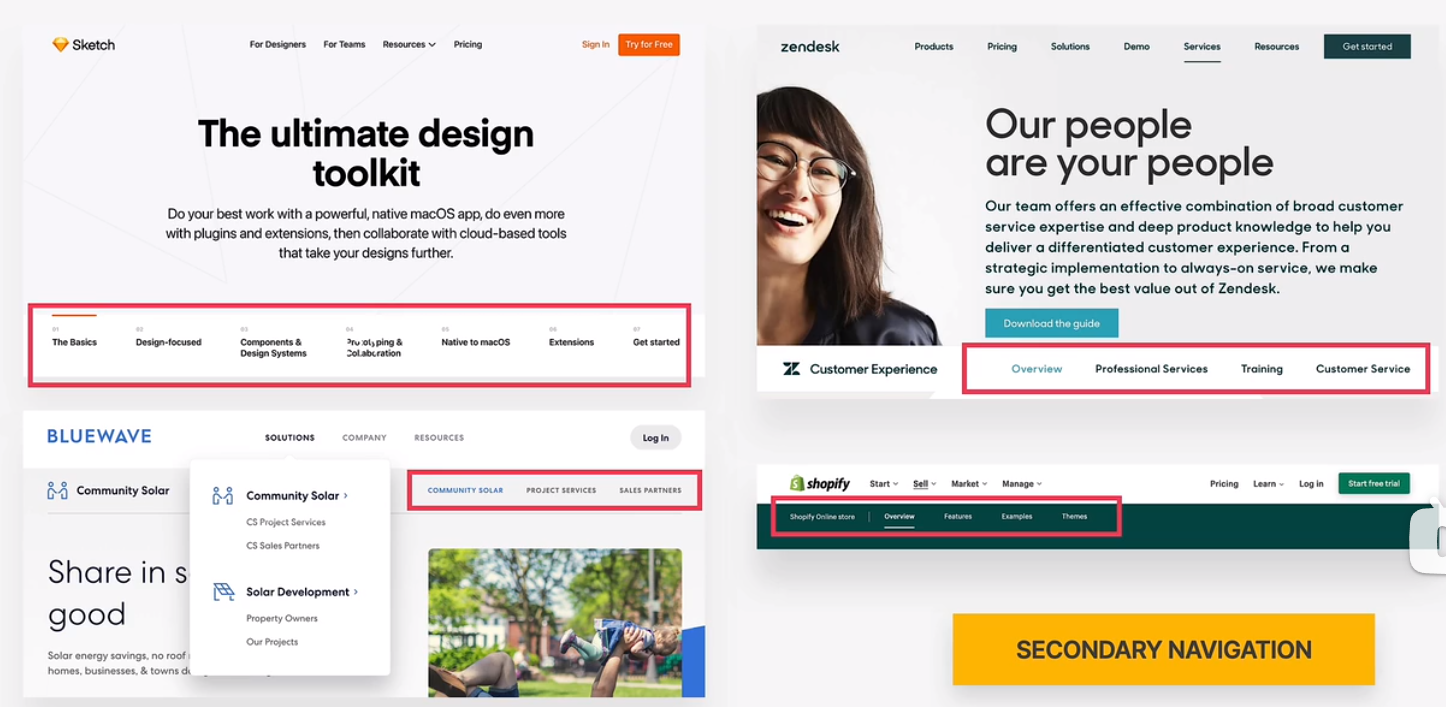 Sketch
For Designers For Teams Resources Pricing
Sign In Try for Free
The ultimate design
toolkit
Do your best work with a powerful, native macOS app, do even more
with plugins and extensions, then collaborate with cloud-based tools
that take your designs further.
01 02 03 04 05 06 07
The Basics Design-focused Components & Prototyping & Native to macOS Extensions Get started
Design Systems Collaboration
zendesk
Products Pricing Solutions Demo Services Resources Get started
Our people
are your people
Our team offers an effective combination of broad customer
service expertise and deep product knowledge to help you
deliver a differentiated customer experience. From a
strategic implementation to always-on service, we make
sure you get the best value out of Zendesk.
Download the guide
Customer Experience Overview Professional Services Training Customer Service
BLUEWAVE SOLUTIONS COMPANY RESOURCES Log In
Community Solar
COMMUNITY SOLAR PROJECT SERVICES SALES PARTNERS
Community Solar >
CS Project Services
CS Sales Partners
Solar Development >
Property Owners
Our Projects
Share in s
good
Solar energy savings, no roof
homes, businesses, & towns
shopify Start Sell Market Manage Pricing Learn Log in Start free trial
Shopify Online store Overview Features Examples Themes
SECONDARY NAVIGATION